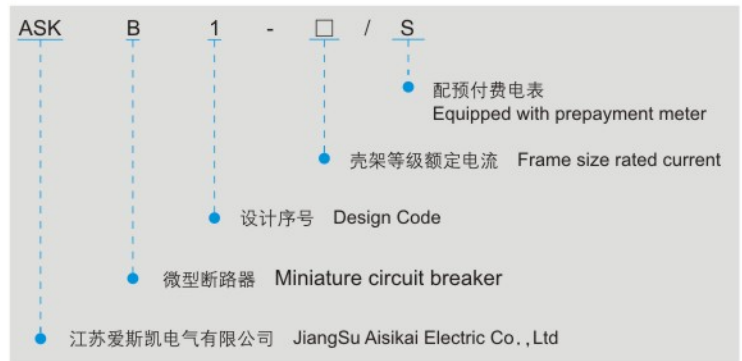 ASK B 1 - □ / S
配预付费电表
Equipped with prepayment meter
壳架等级额定电流 Frame size rated current
设计序号 Design Code
微型断路器 Miniature circuit breaker
江苏爱斯凯电气有限公司 JiangSu Aisikai Electric Co.,Ltd